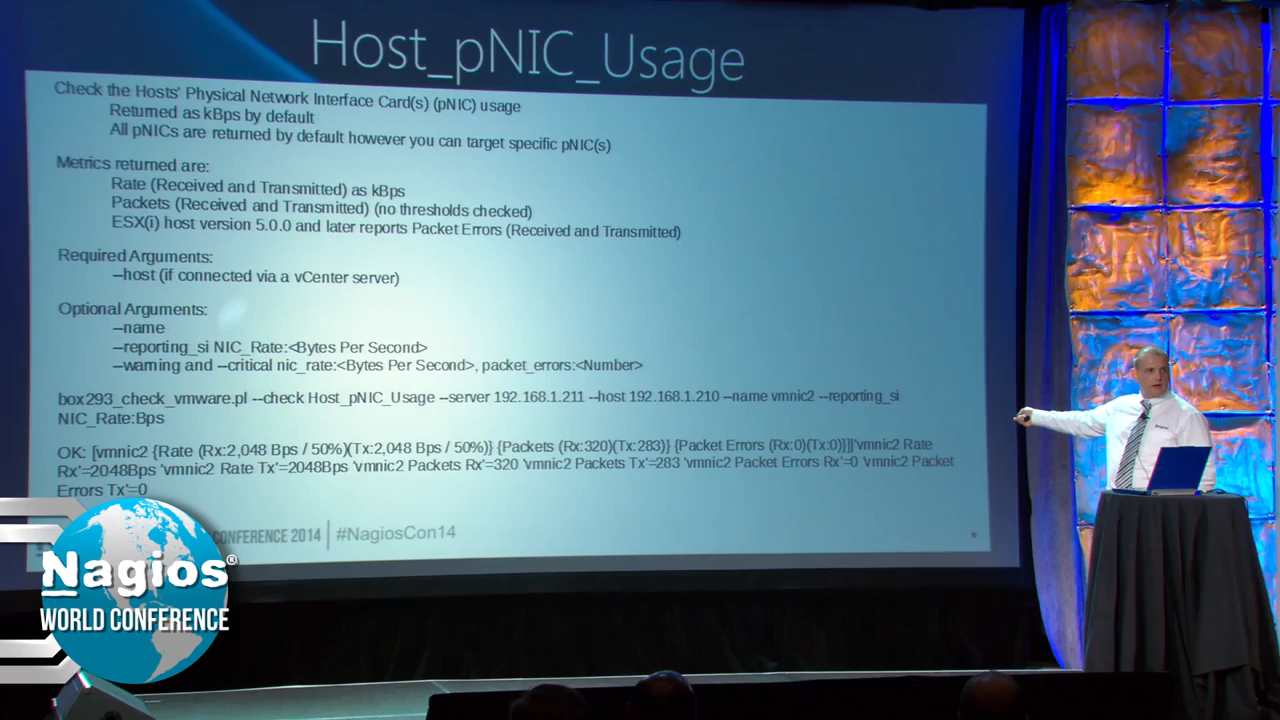 Host_pNIC_Usage
Check the Hosts' Physical Network Interface Card(s) (pNIC) usage
Returned as kBps by default
All pNICs are returned by default however you can target specific pNIC(s)
Metrics returned are:
Rate (Received and Transmitted) as kBps
Packets (Received and Transmitted) (no thresholds checked)
ESX(i) host version 5.0.0 and later reports Packet Errors (Received and Transmitted)
Required Arguments:
--host (if connected via a vCenter server)
Optional Arguments:
--name
--reporting_si NIC_Rate:<Bytes Per Second>
--warning and --critical nic_rate:<Bytes Per Second>, packet_errors:<Number>
box293_check_vmware.pl --check Host_pNIC_Usage --server 192.168.1.211 --host 192.168.1.210 --name vmnic2 --reporting_si
NIC_Rate:Bps
OK: [vmnic2 {Rate (Rx:2,048 Bps / 50%)(Tx:2,048 Bps / 50%)} {Packets (Rx:320)(Tx:283)} {Packet Errors (Rx:0)(Tx:0)}]|'vmnic2 Rate
Rx'=2048Bps 'vmnic2 Rate Tx'=2048Bps 'vmnic2 Packets Rx'=320 'vmnic2 Packets Tx'=283 'vmnic2 Packet Errors Rx'=0 'vmnic2 Packet
Errors Tx'=0
CONFERENCE 2014 #NagiosCon14
Nagios®
WORLD CONFERENCE